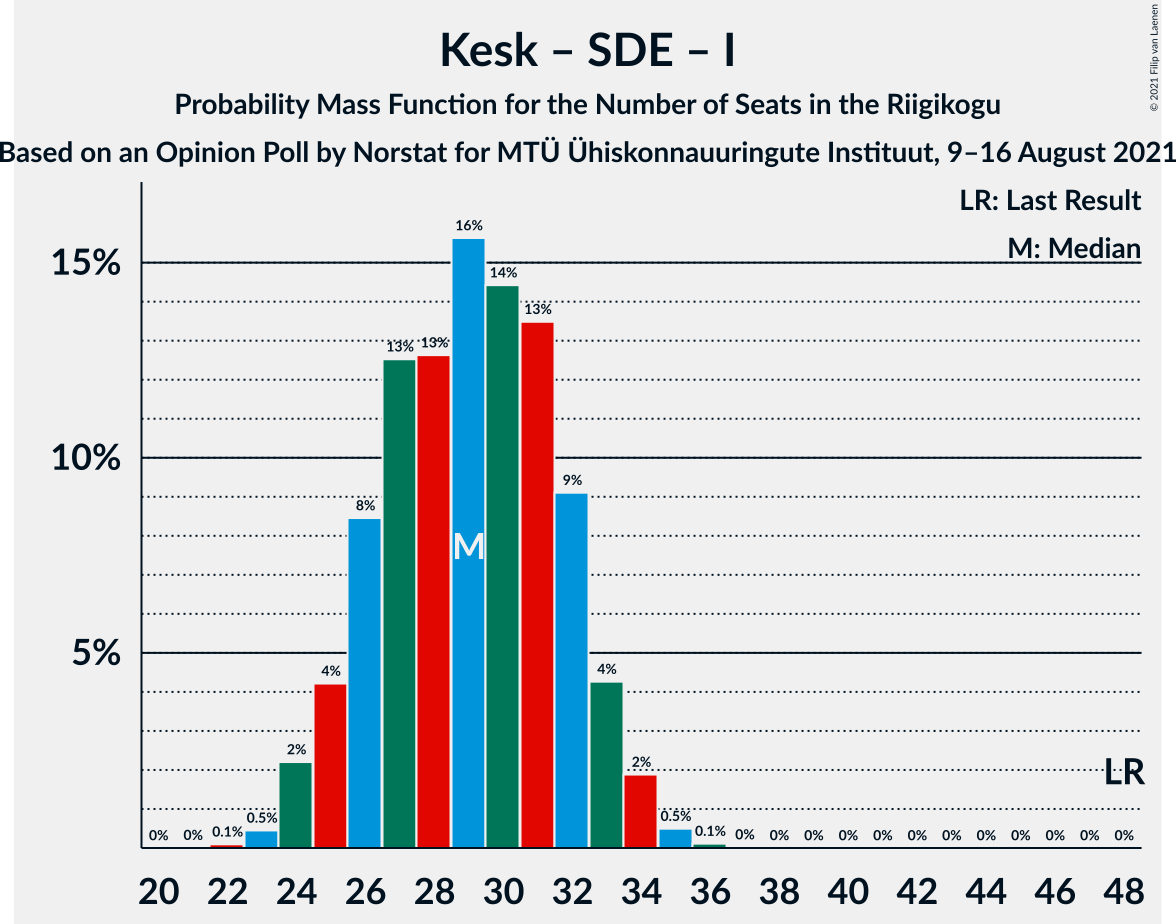 Kesk – SDE – I
Probability Mass Function for the Number of Seats in the Riigikogu
Based on an Opinion Poll by Norstat for MTÜ Ühiskonnauuringute Instituut, 9–16 August 2021
© 2021 Filip van Laenen
LR: Last Result
M: Median
15%
10%
5%
0% 0% 0.1% 0.5% 2% 4% 8% 13% 13% 16% 14% 13% 9% 4% 2% 0.5% 0.1% 0% 0% 0% 0% 0% 0% 0% 0% 0% 0% 0% 0%
M
LR
20 22 24 26 28 30 32 34 36 38 40 42 44 46 48